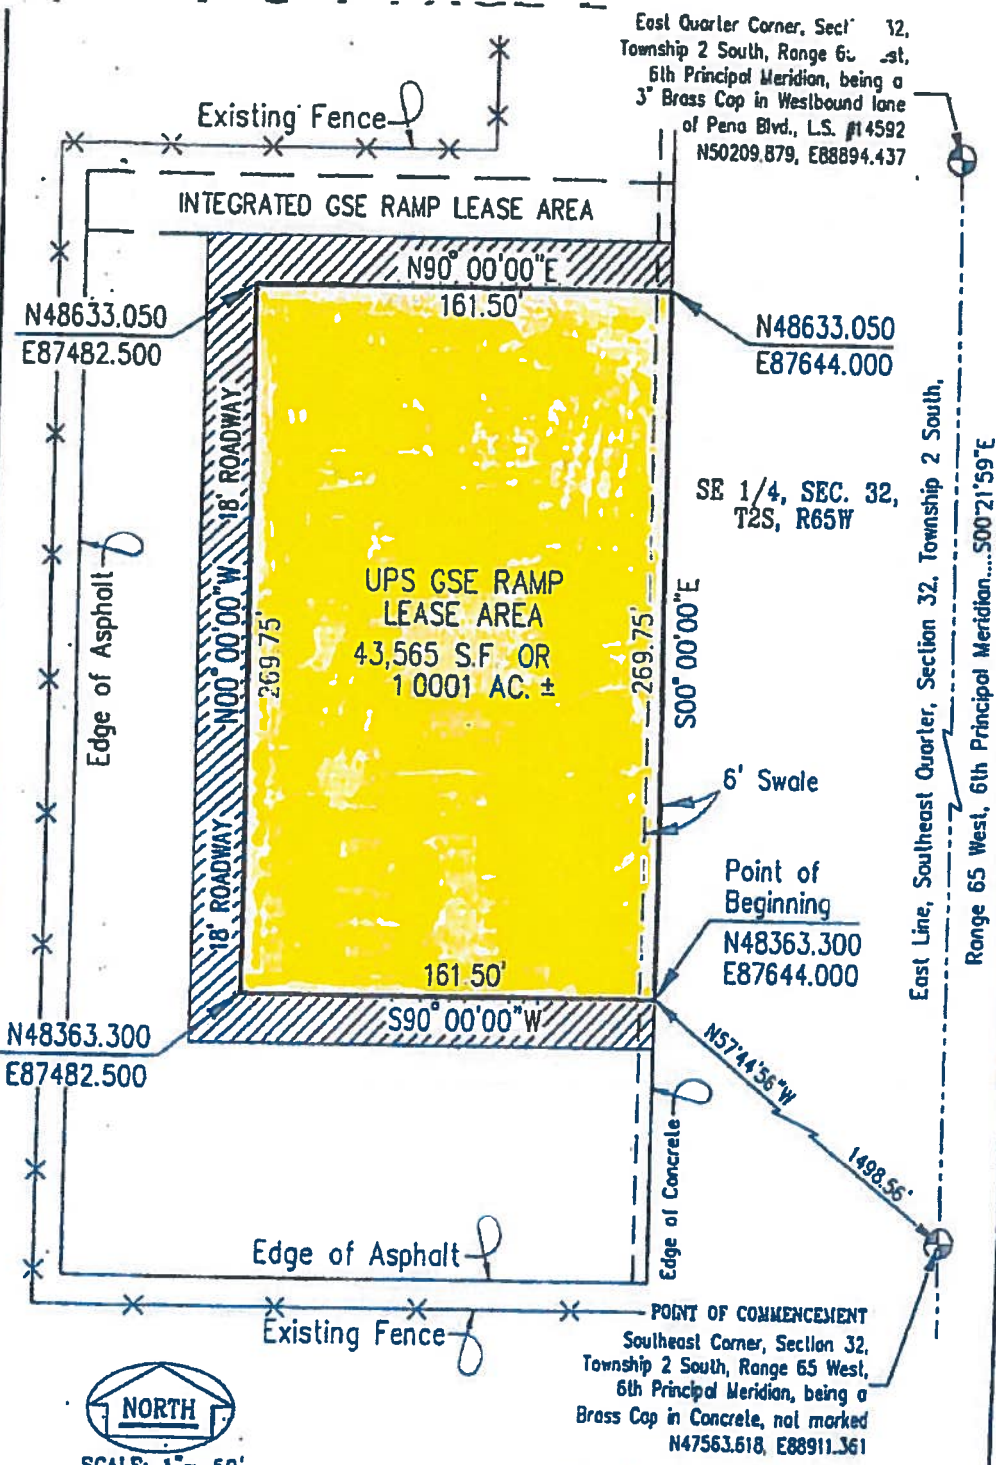 East Quarter Corner, Sect 32,
Township 2 South, Range 6 st,
6th Principal Meridian, being a
3" Brass Cap in Westbound lane
of Pena Blvd., L.S. #14592
N50209.879, E88894.437
Existing Fence
INTEGRATED GSE RAMP LEASE AREA
N90°00'00"E
161.50'
N48633.050
E87482.500
N48633.050
E87644.000
18' ROADWAY
N00°00'00"W
269.75'
18' ROADWAY
Edge of Asphalt
UPS GSE RAMP
LEASE AREA
43,565 S.F. OR
1.0001 AC. ±
269.75'
S00°00'00"E
SE 1/4, SEC. 32,
T2S, R65W
East Line, Southeast Quarter, Section 32, Township 2 South,
Range 65 West, 6th Principal Meridian....S00°21'59"E
6' Swale
Point of
Beginning
N48363.300
E87644.000
161.50'
S90°00'00"W
N48363.300
E87482.500
N57°44'56"W
1498.56'
Edge of Concrete
Edge of Asphalt
Existing Fence
POINT OF COMMENCEMENT
Southeast Corner, Section 32,
Township 2 South, Range 65 West,
6th Principal Meridian, being a
Brass Cap in Concrete, not marked
N47563.618, E88911.361
NORTH
SCALE: 1"= 50'